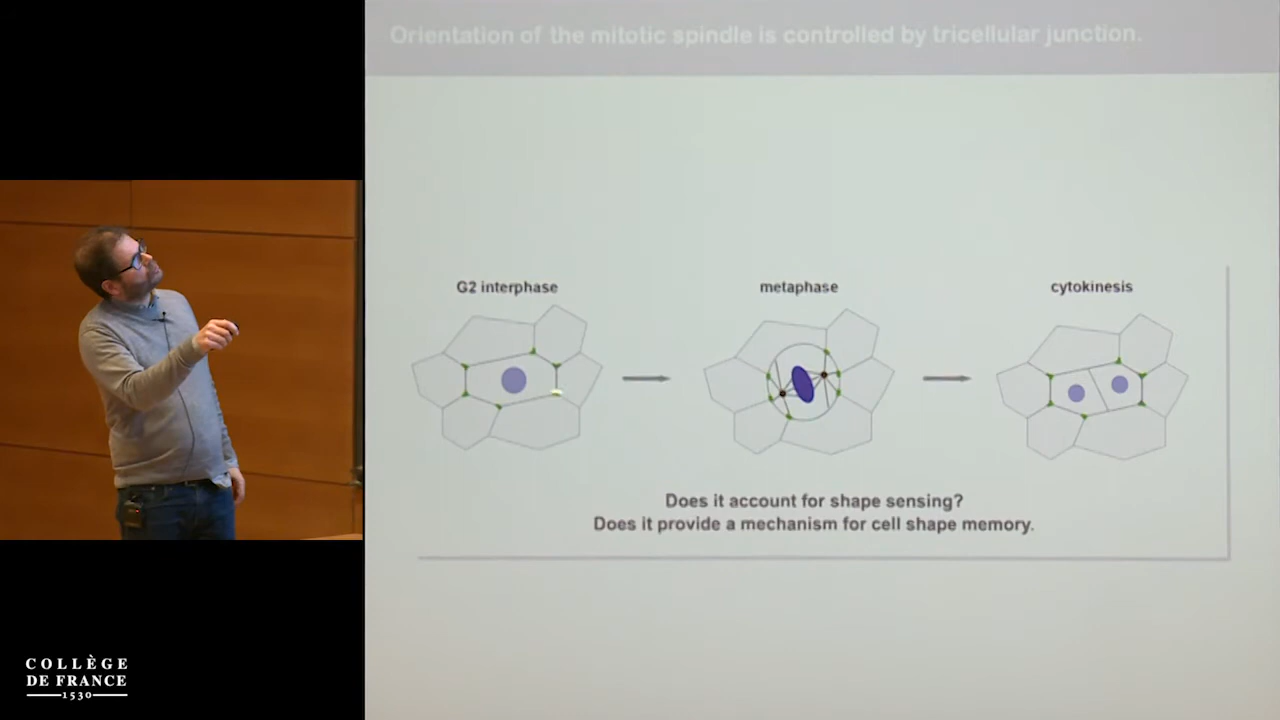 Orientation of the mitotic spindle is controlled by tricellular junction.
G2 interphase
metaphase
cytokinesis
Does it account for shape sensing?
Does it provide a mechanism for cell shape memory.
COLLÈGE
DE FRANCE
1530